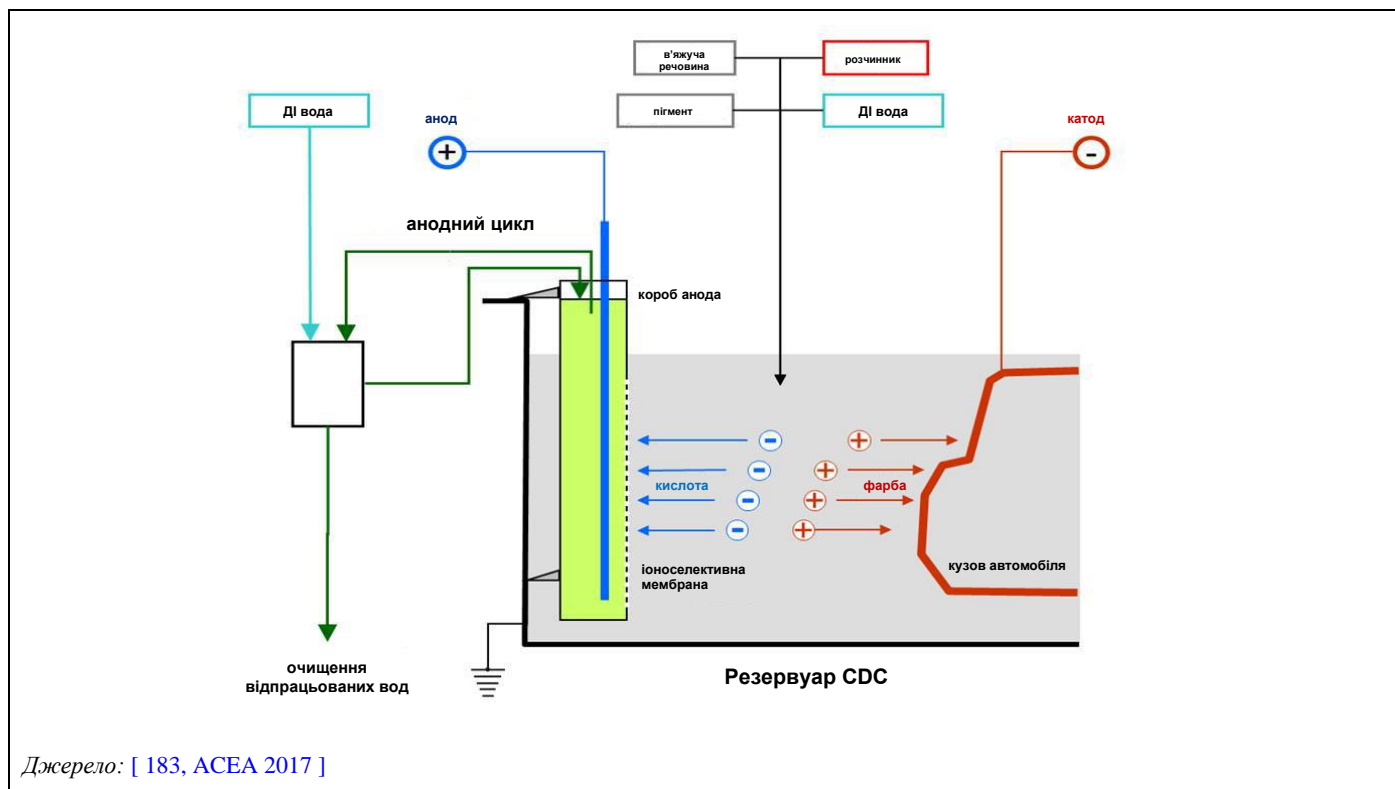 в'яжуча
речовина
розчинник
ДІ вода
пігмент
ДІ вода
анод
катод
+
-
анодний цикл
короб анода
кислота
фарба
іоноселективна
мембрана
кузов автомобіля
очищення
відпрацьованих вод
Резервуар CDC
Джерело: [ 183, ACEA 2017 ]